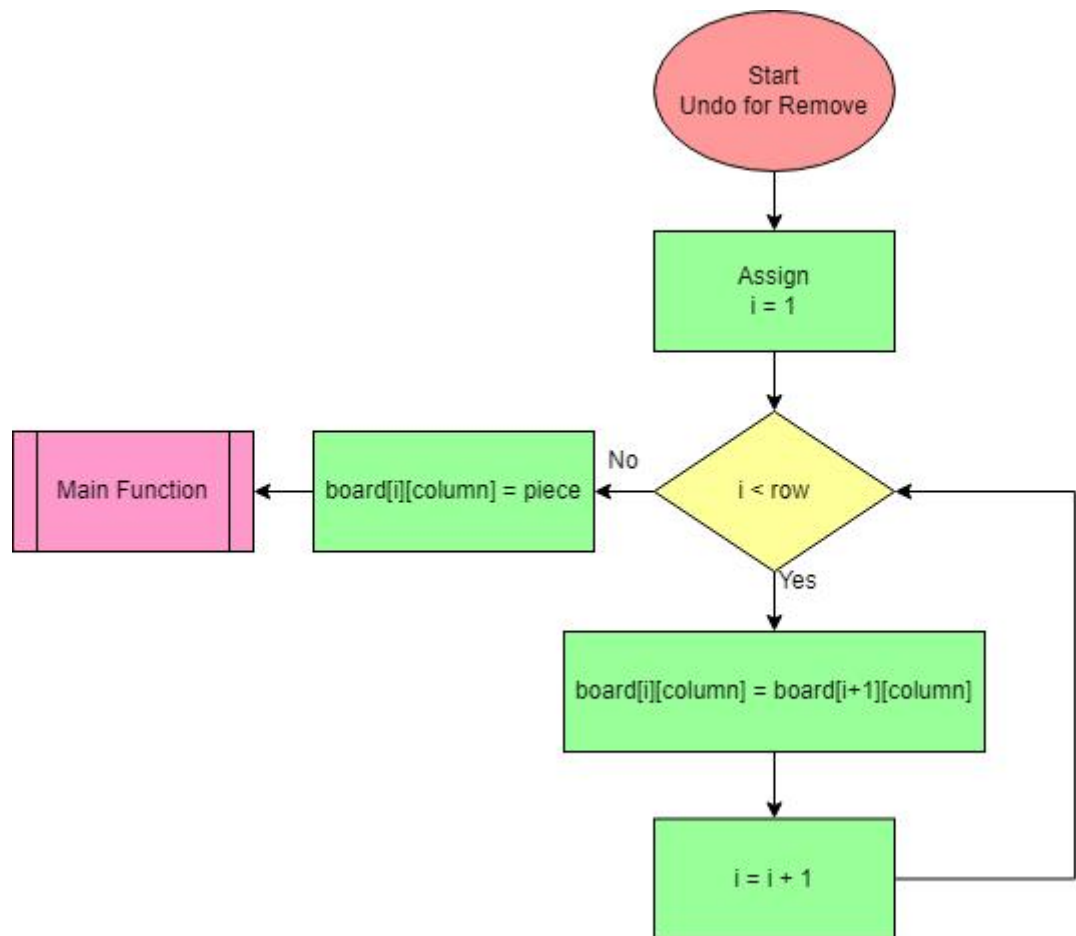 Start
Undo for Remove
Assign
i = 1
i < row
No
board[i][column] = piece
Main Function
Yes
board[i][column] = board[i+1][column]
i = i + 1